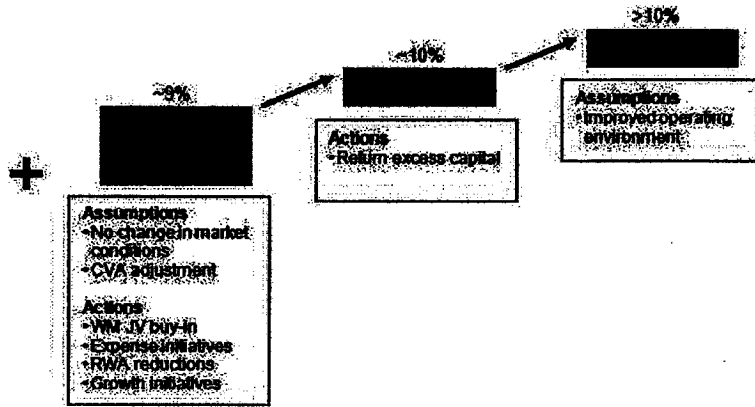 >10%
~10%
~9%
Assumptions
•Improved operating
environment
Actions
•Return excess capital
+
Assumptions
•No change in market
conditions
•CVA adjustment
Actions
•WM JV buy-in
•Expense initiatives
•RWA reductions
•Growth initiatives